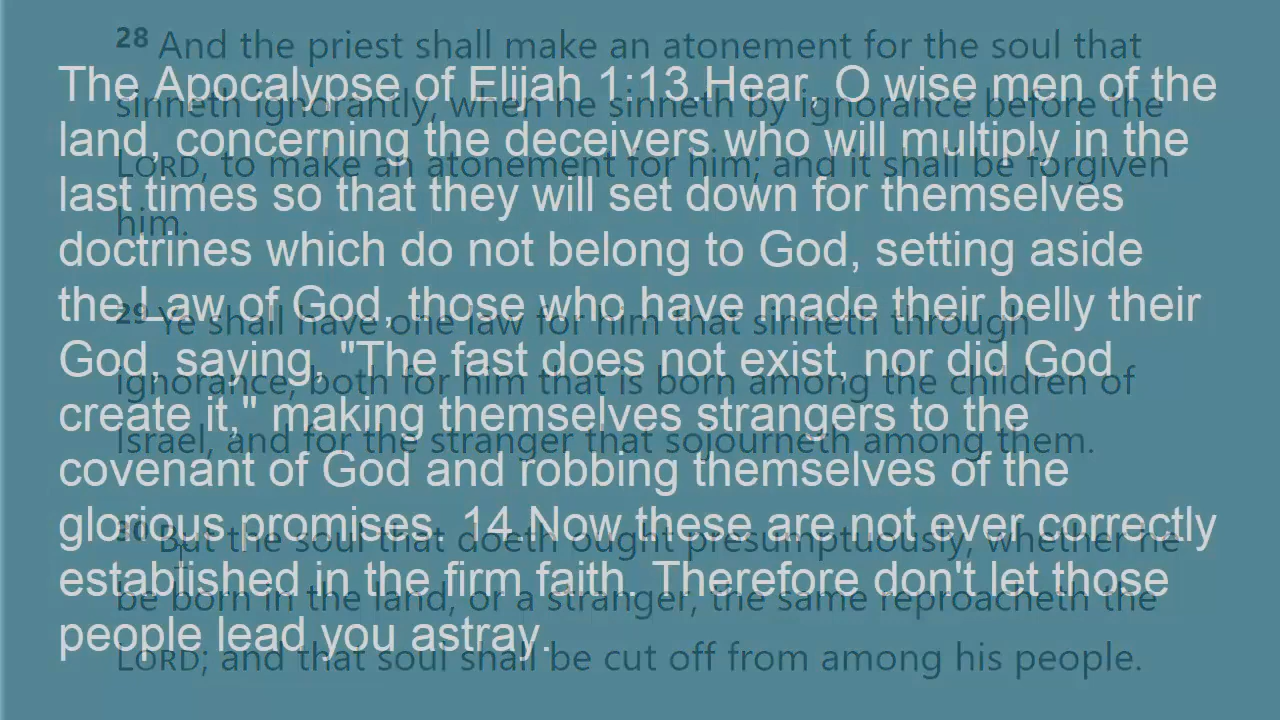 The Apocalypse of Elijah 1:13.Hear, O wise men of the
land, concerning the deceivers who will multiply in the
last times so that they will set down for themselves
doctrines which do not belong to God, setting aside
the Law of God, those who have made their belly their
God, saying, "The fast does not exist, nor did God
create it," making themselves strangers to the
covenant of God and robbing themselves of the
glorious promises.  14.Now these are not ever correctly
established in the firm faith.  Therefore don't let those
people lead you astray.
28 And the priest shall make an atonement for the soul that
sinneth ignorantly, when he sinneth by ignorance before the
LORD, to make an atonement for him; and it shall be forgiven
him.
29 Ye shall have one law for him that sinneth through
ignorance, both for him that is born among the children of
Israel, and for the stranger that sojourneth among them.
30 But the soul that doeth ought presumptuously, whether he
be born in the land, or a stranger, the same reproacheth the
LORD; and that soul shall be cut off from among his people.